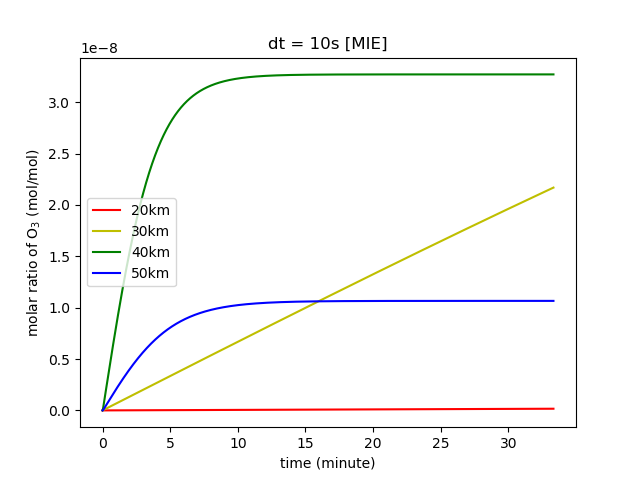 dt = 10s [MIE]
1e−8
3.0
2.5
2.0
1.5
1.0
0.5
0.0
molar ratio of O₃ (mol/mol)
20km
30km
40km
50km
0 5 10 15 20 25 30
time (minute)